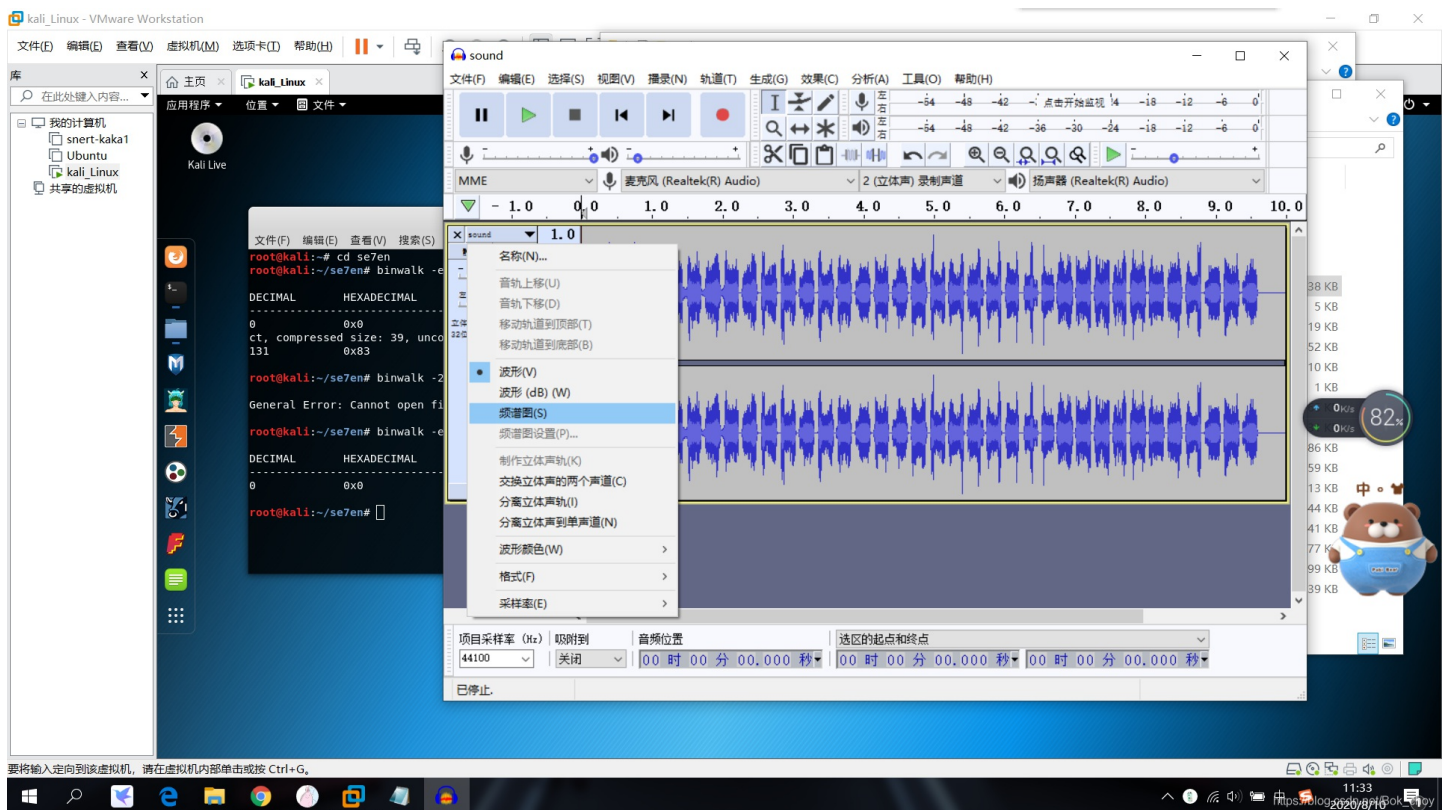 kali_Linux - VMware Workstation
文件(F) 编辑(E) 查看(V) 虚拟机(M) 选项卡(T) 帮助(H)
库
在此处键入内容...
我的计算机
snert-kaka1
Ubuntu
kali_Linux
共享的虚拟机
主页
kali_Linux
应用程序 位置 文件
Kali Live
文件(F) 编辑(E) 查看(V) 搜索(S)
root@kali:~# cd se7en
root@kali:~/se7en# binwalk -e
DECIMAL HEXADECIMAL
0 0x0
ct, compressed size: 39, unco
131 0x83
root@kali:~/se7en# binwalk -2
General Error: Cannot open fi
root@kali:~/se7en# binwalk -e
DECIMAL HEXADECIMAL
0 0x0
root@kali:~/se7en#
sound
文件(F) 编辑(E) 选择(S) 视图(V) 播录(N) 轨道(T) 生成(G) 效果(C) 分析(A) 工具(O) 帮助(H)
左 右 -54 -48 -42 点击开始监视 -18 -12 -6 0
左 右 -54 -48 -42 -36 -30 -24 -18 -12 -6 0
MME 麦克风 (Realtek(R) Audio) 2 (立体声) 录制声道 扬声器 (Realtek(R) Audio)
- 1.0 0.0 1.0 2.0 3.0 4.0 5.0 6.0 7.0 8.0 9.0 10.0
sound 1.0
名称(N)...
音轨上移(U)
音轨下移(D)
移动轨道到顶部(T)
移动轨道到底部(B)
波形(V)
波形 (dB) (W)
频谱图(S)
频谱图设置(P)...
制作立体声轨(K)
交换立体声的两个声道(C)
分离立体声轨(I)
分离立体声到单声道(N)
波形颜色(W)
格式(F)
采样率(E)
项目采样率 (Hz) 吸附到 音频位置 选区的起点和终点
44100 关闭 00 时 00 分 00.000 秒 00 时 00 分 00.000 秒 00 时 00 分 00.000 秒
已停止.
38 KB
5 KB
19 KB
52 KB
10 KB
1 KB
0K/s
0K/s
82%
86 KB
59 KB
13 KB
中
44 KB
41 KB
77 K
99 KB
39 KB
要将输入定向到该虚拟机，请在虚拟机内部单击或按 Ctrl+G。
中
11:33
2020/8/10